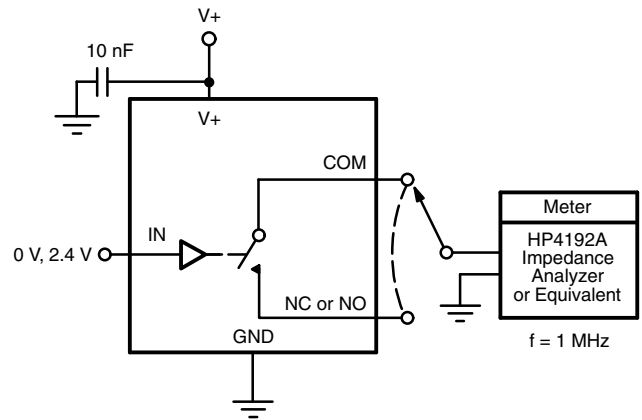 V+
10 nF
V+
COM
Meter
IN
0 V, 2.4 V
HP4192A
Impedance
Analyzer
or Equivalent
NC or NO
GND
f = 1 MHz